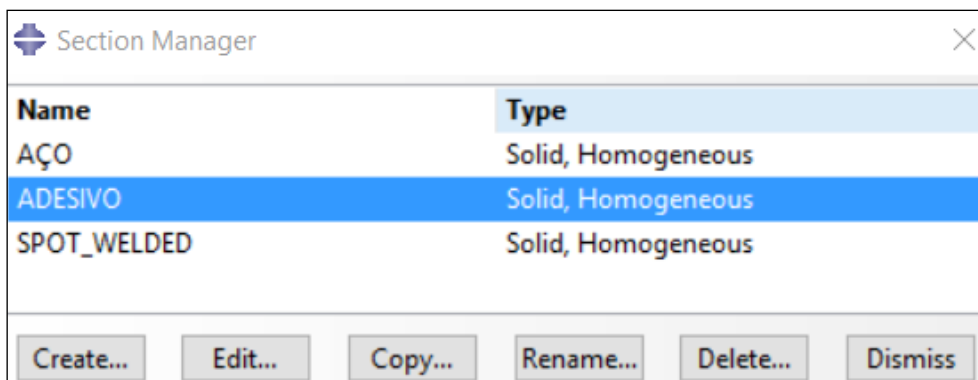 Section Manager
Name Type
AÇO Solid, Homogeneous
ADESIVO Solid, Homogeneous
SPOT_WELDED Solid, Homogeneous
Create... Edit... Copy... Rename... Delete... Dismiss